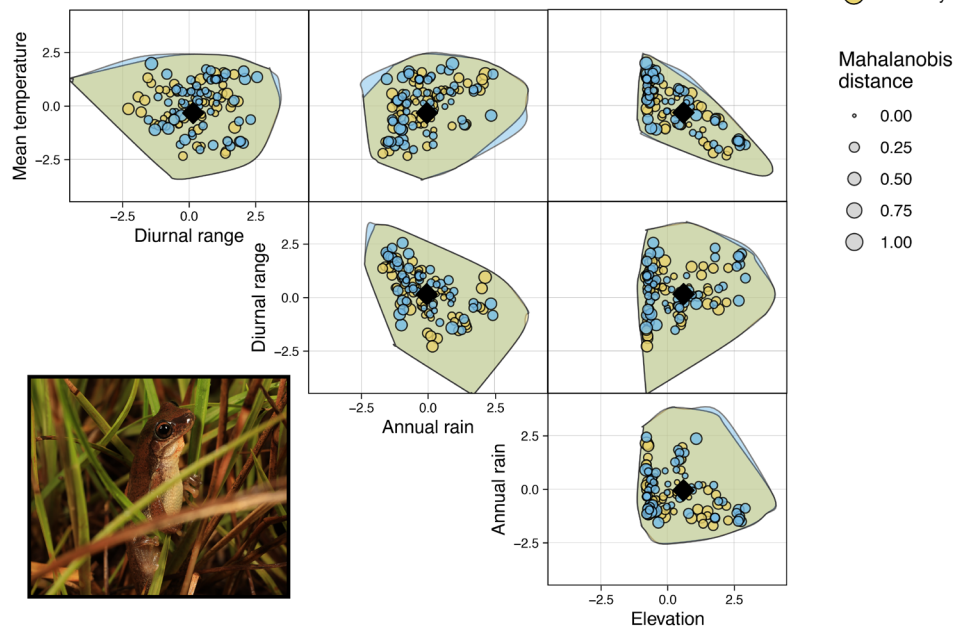 Mahalanobis
distance
0.00
0.25
0.50
0.75
1.00
Mean temperature
2.5
0.0
−2.5
−2.5 0.0 2.5
Diurnal range
Diurnal range
2.5
0.0
−2.5
−2.5 0.0 2.5
Annual rain
Annual rain
2.5
0.0
−2.5
−2.5 0.0 2.5
Elevation